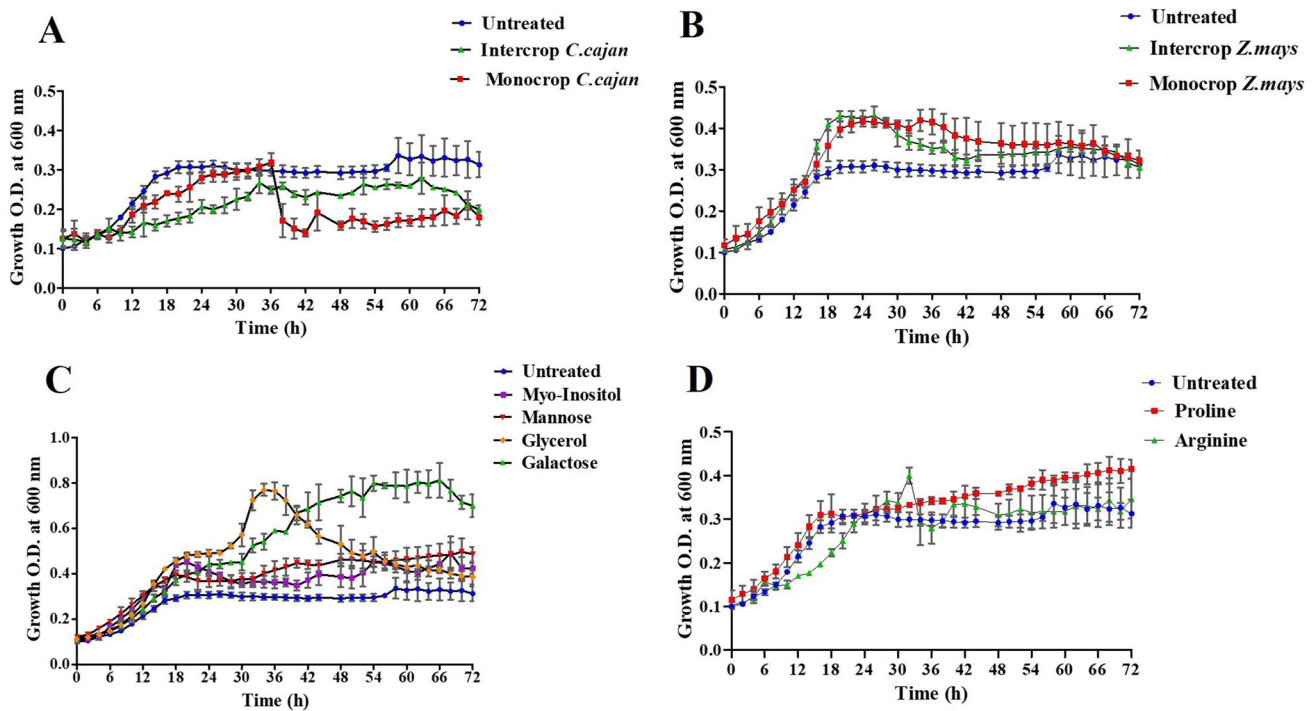 A
Untreated
Intercrop C.cajan
Monocrop C.cajan
Growth O.D. at 600 nm
0.5
0.4
0.3
0.2
0.1
0.0
0 6 12 18 24 30 36 42 48 54 60 66 72
Time (h)
B
Untreated
Intercrop Z.mays
Monocrop Z.mays
Growth O.D. at 600 nm
0.5
0.4
0.3
0.2
0.1
0.0
0 6 12 18 24 30 36 42 48 54 60 66 72
Time (h)
C
Untreated
Myo-Inositol
Mannose
Glycerol
Galactose
Growth O.D. at 600 nm
1.0
0.8
0.6
0.4
0.2
0.0
0 6 12 18 24 30 36 42 48 54 60 66 72
Time (h)
D
Untreated
Proline
Arginine
Growth O.D. at 600 nm
0.5
0.4
0.3
0.2
0.1
0.0
0 6 12 18 24 30 36 42 48 54 60 66 72
Time (h)